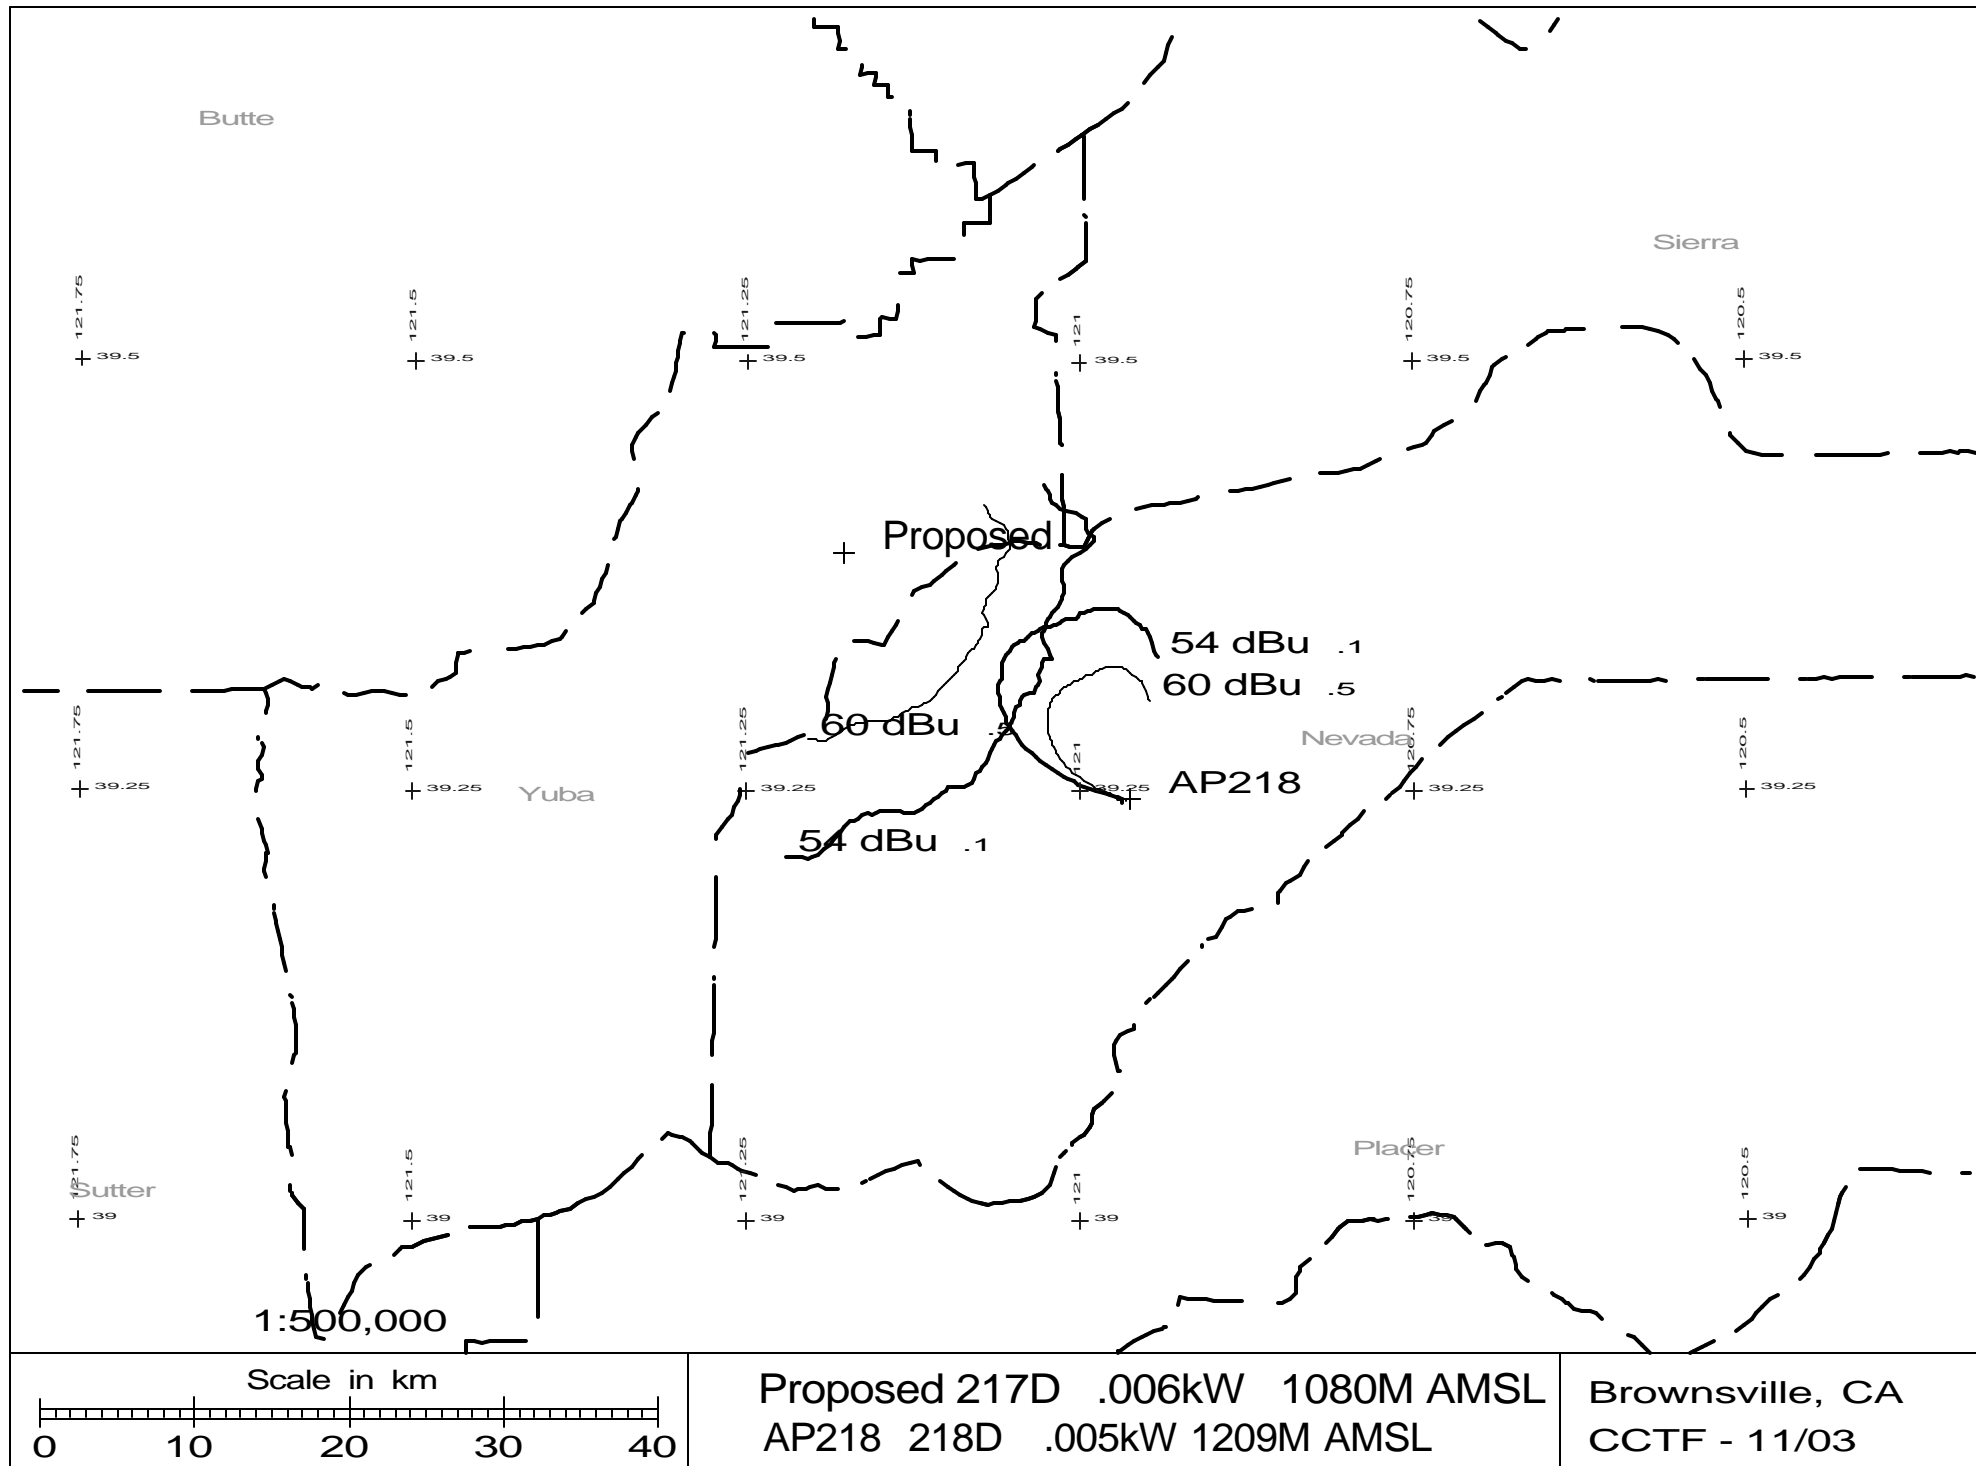 Butte
Sierra
121.75
121.5
121.25
121
120.75
120.5
39.5
39.5
39.5
39.5
39.5
39.5
Proposed
54 dBu .1
60 dBu .5
60 dBu .5
Nevada
121.75
121.5
121.25
121
120.75
120.5
39.25
39.25
39.25
39.25
39.25
39.25
Yuba
AP218
54 dBu .1
Placer
121.75
121.5
121.25
121
120.75
120.5
Sutter
39
39
39
39
39
39
1:500,000
Scale in km
0 10 20 30 40
Proposed 217D .006kW 1080M AMSL
AP218 218D .005kW 1209M AMSL
Brownsville, CA
CCTF - 11/03